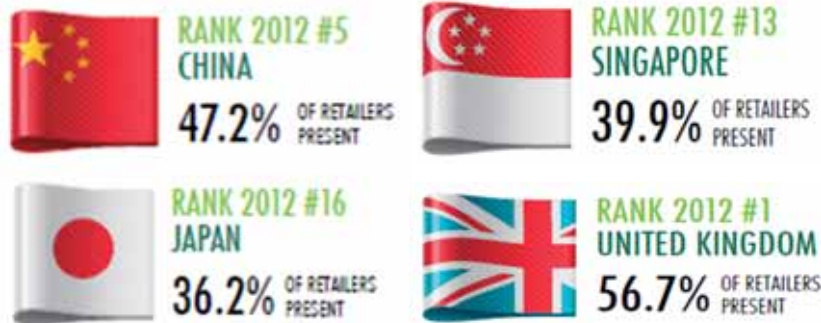 RANK 2012 #5
CHINA
47.2% OF RETAILERS
PRESENT
RANK 2012 #13
SINGAPORE
39.9% OF RETAILERS
PRESENT
RANK 2012 #16
JAPAN
36.2% OF RETAILERS
PRESENT
RANK 2012 #1
UNITED KINGDOM
56.7% OF RETAILERS
PRESENT